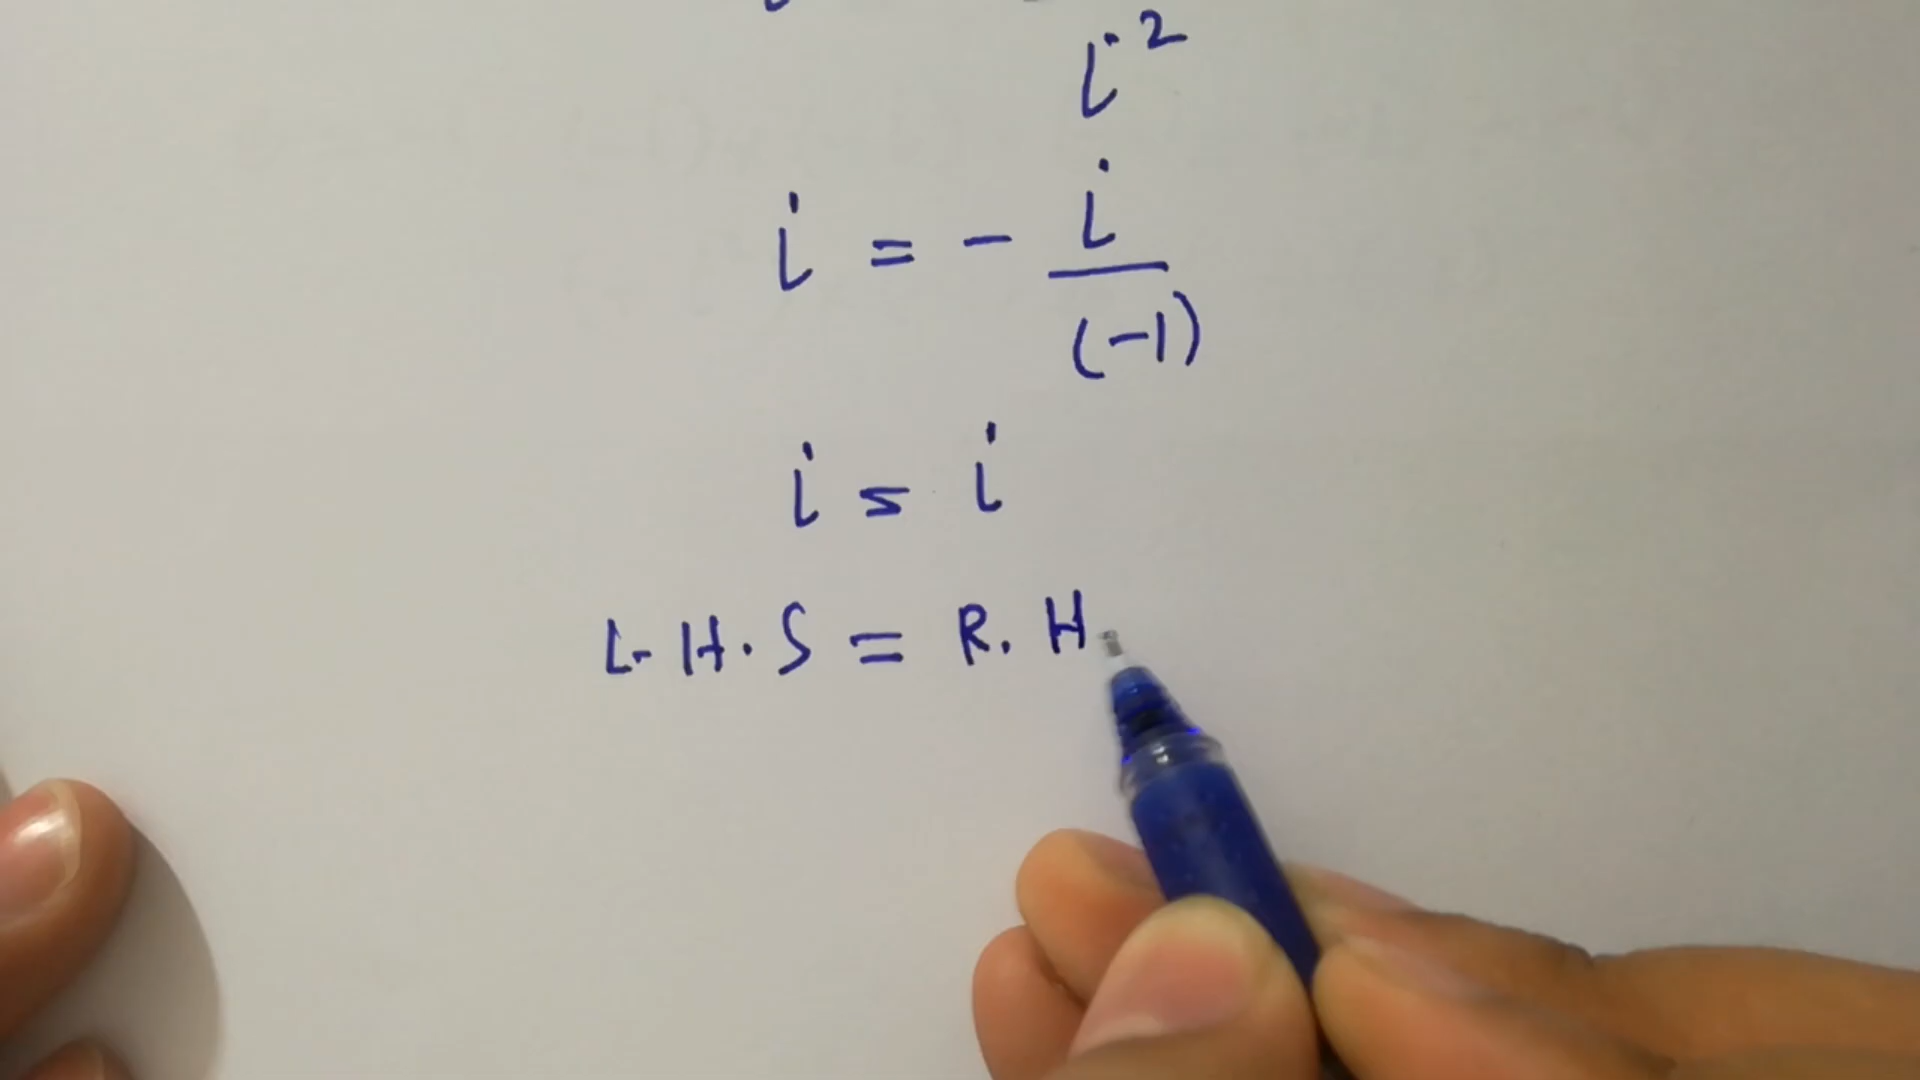 i²
i = - i / (-1)
i = i
L.H.S = R.H